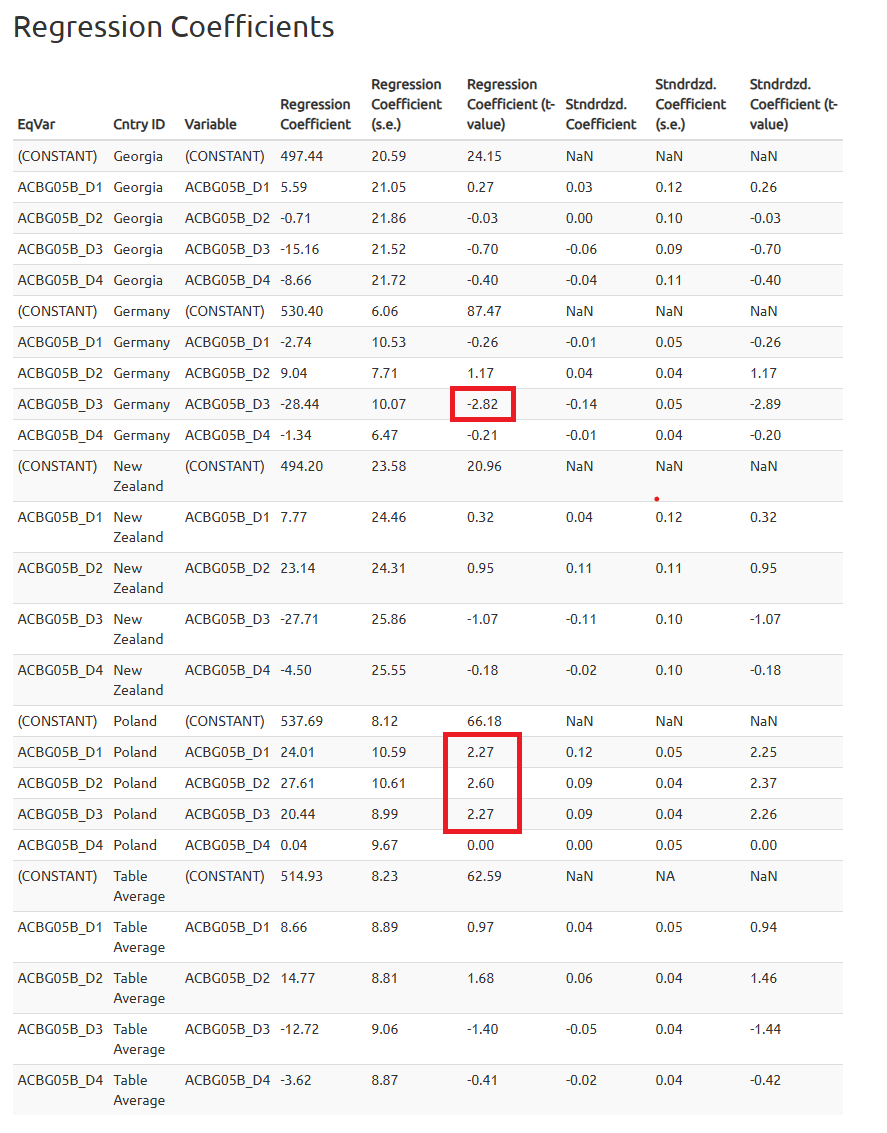 Regression Coefficients
EqVar Cntry ID Variable Regression Coefficient Regression Coefficient (s.e.) Regression Coefficient (t-value) Stndrdzd. Coefficient Stndrdzd. Coefficient (s.e.) Stndrdzd. Coefficient (t-value)
(CONSTANT) Georgia (CONSTANT) 497.44 20.59 24.15 NaN NaN NaN
ACBG05B_D1 Georgia ACBG05B_D1 5.59 21.05 0.27 0.03 0.12 0.26
ACBG05B_D2 Georgia ACBG05B_D2 -0.71 21.86 -0.03 0.00 0.10 -0.03
ACBG05B_D3 Georgia ACBG05B_D3 -15.16 21.52 -0.70 -0.06 0.09 -0.70
ACBG05B_D4 Georgia ACBG05B_D4 -8.66 21.72 -0.40 -0.04 0.11 -0.40
(CONSTANT) Germany (CONSTANT) 530.40 6.06 87.47 NaN NaN NaN
ACBG05B_D1 Germany ACBG05B_D1 -2.74 10.53 -0.26 -0.01 0.05 -0.26
ACBG05B_D2 Germany ACBG05B_D2 9.04 7.71 1.17 0.04 0.04 1.17
ACBG05B_D3 Germany ACBG05B_D3 -28.44 10.07 -2.82 -0.14 0.05 -2.89
ACBG05B_D4 Germany ACBG05B_D4 -1.34 6.47 -0.21 -0.01 0.04 -0.20
(CONSTANT) New Zealand (CONSTANT) 494.20 23.58 20.96 NaN NaN NaN
ACBG05B_D1 New Zealand ACBG05B_D1 7.77 24.46 0.32 0.04 0.12 0.32
ACBG05B_D2 New Zealand ACBG05B_D2 23.14 24.31 0.95 0.11 0.11 0.95
ACBG05B_D3 New Zealand ACBG05B_D3 -27.71 25.86 -1.07 -0.11 0.10 -1.07
ACBG05B_D4 New Zealand ACBG05B_D4 -4.50 25.55 -0.18 -0.02 0.10 -0.18
(CONSTANT) Poland (CONSTANT) 537.69 8.12 66.18 NaN NaN NaN
ACBG05B_D1 Poland ACBG05B_D1 24.01 10.59 2.27 0.12 0.05 2.25
ACBG05B_D2 Poland ACBG05B_D2 27.61 10.61 2.60 0.09 0.04 2.37
ACBG05B_D3 Poland ACBG05B_D3 20.44 8.99 2.27 0.09 0.04 2.26
ACBG05B_D4 Poland ACBG05B_D4 0.04 9.67 0.00 0.00 0.05 0.00
(CONSTANT) Table Average (CONSTANT) 514.93 8.23 62.59 NaN NA NaN
ACBG05B_D1 Table Average ACBG05B_D1 8.66 8.89 0.97 0.04 0.05 0.94
ACBG05B_D2 Table Average ACBG05B_D2 14.77 8.81 1.68 0.06 0.04 1.46
ACBG05B_D3 Table Average ACBG05B_D3 -12.72 9.06 -1.40 -0.05 0.04 -1.44
ACBG05B_D4 Table Average ACBG05B_D4 -3.62 8.87 -0.41 -0.02 0.04 -0.42